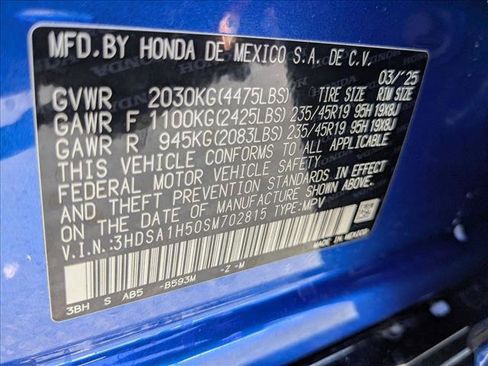 MFD. BY HONDA DE MEXICO S.A. DE C.V.
03/'25
GVWR 2030KG(4475LBS) TIRE SIZE RIM SIZE
GAWR F 1100KG(2425LBS) 235/45R19 95H 19X8J
GAWR R 945KG(2083LBS) 235/45R19 95H 19X8J
THIS VEHICLE CONFORMS TO ALL APPLICABLE
FEDERAL MOTOR VEHICLE SAFETY
AND THEFT PREVENTION STANDARDS IN EFFECT
ON THE DATE OF MANUFACTURE SHOWN ABOVE.
V.I.N.:3HDSA1H50SM702815 TYPE:MPV
MADE IN MEXICO
3BH S AB5 -B593M -Z -M